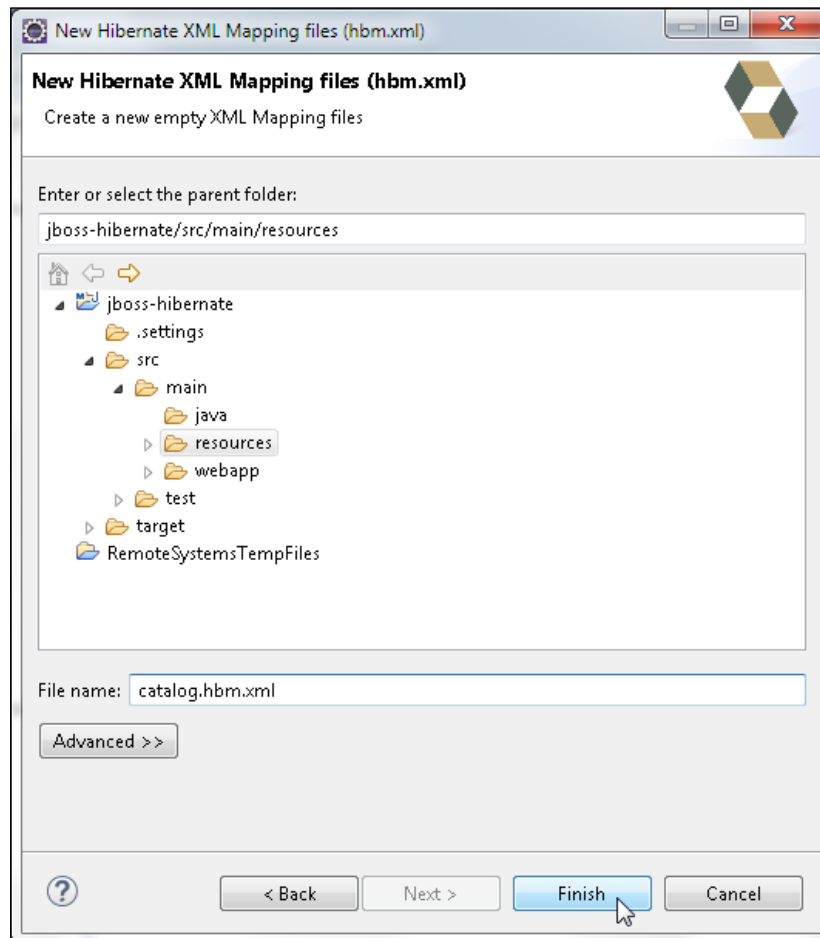 New Hibernate XML Mapping files (hbm.xml)
New Hibernate XML Mapping files (hbm.xml)
Create a new empty XML Mapping files
Enter or select the parent folder:
jboss-hibernate/src/main/resources
jboss-hibernate
.settings
src
main
java
resources
webapp
test
target
RemoteSystemsTempFiles
File name: catalog.hbm.xml
Advanced >>
? < Back Next > Finish Cancel